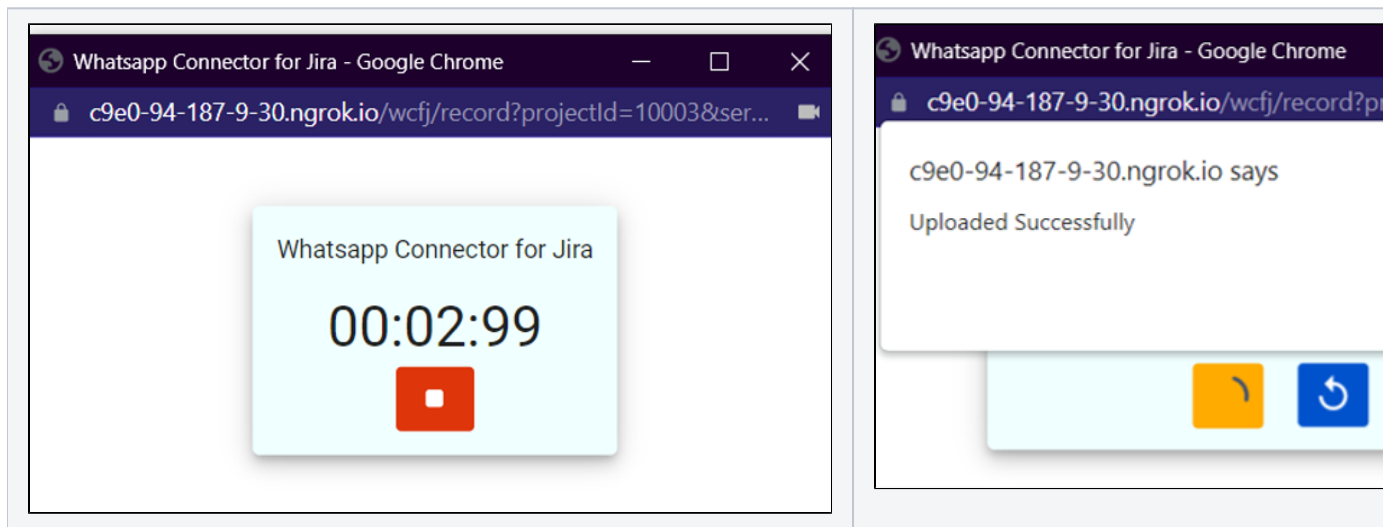 Whatsapp Connector for Jira - Google Chrome
c9e0-94-187-9-30.ngrok.io/wcfj/record?projectId=10003&ser...
Whatsapp Connector for Jira
00:02:99
Whatsapp Connector for Jira - Google Chrome
c9e0-94-187-9-30.ngrok.io/wcfj/record?pr
c9e0-94-187-9-30.ngrok.io says
Uploaded Successfully